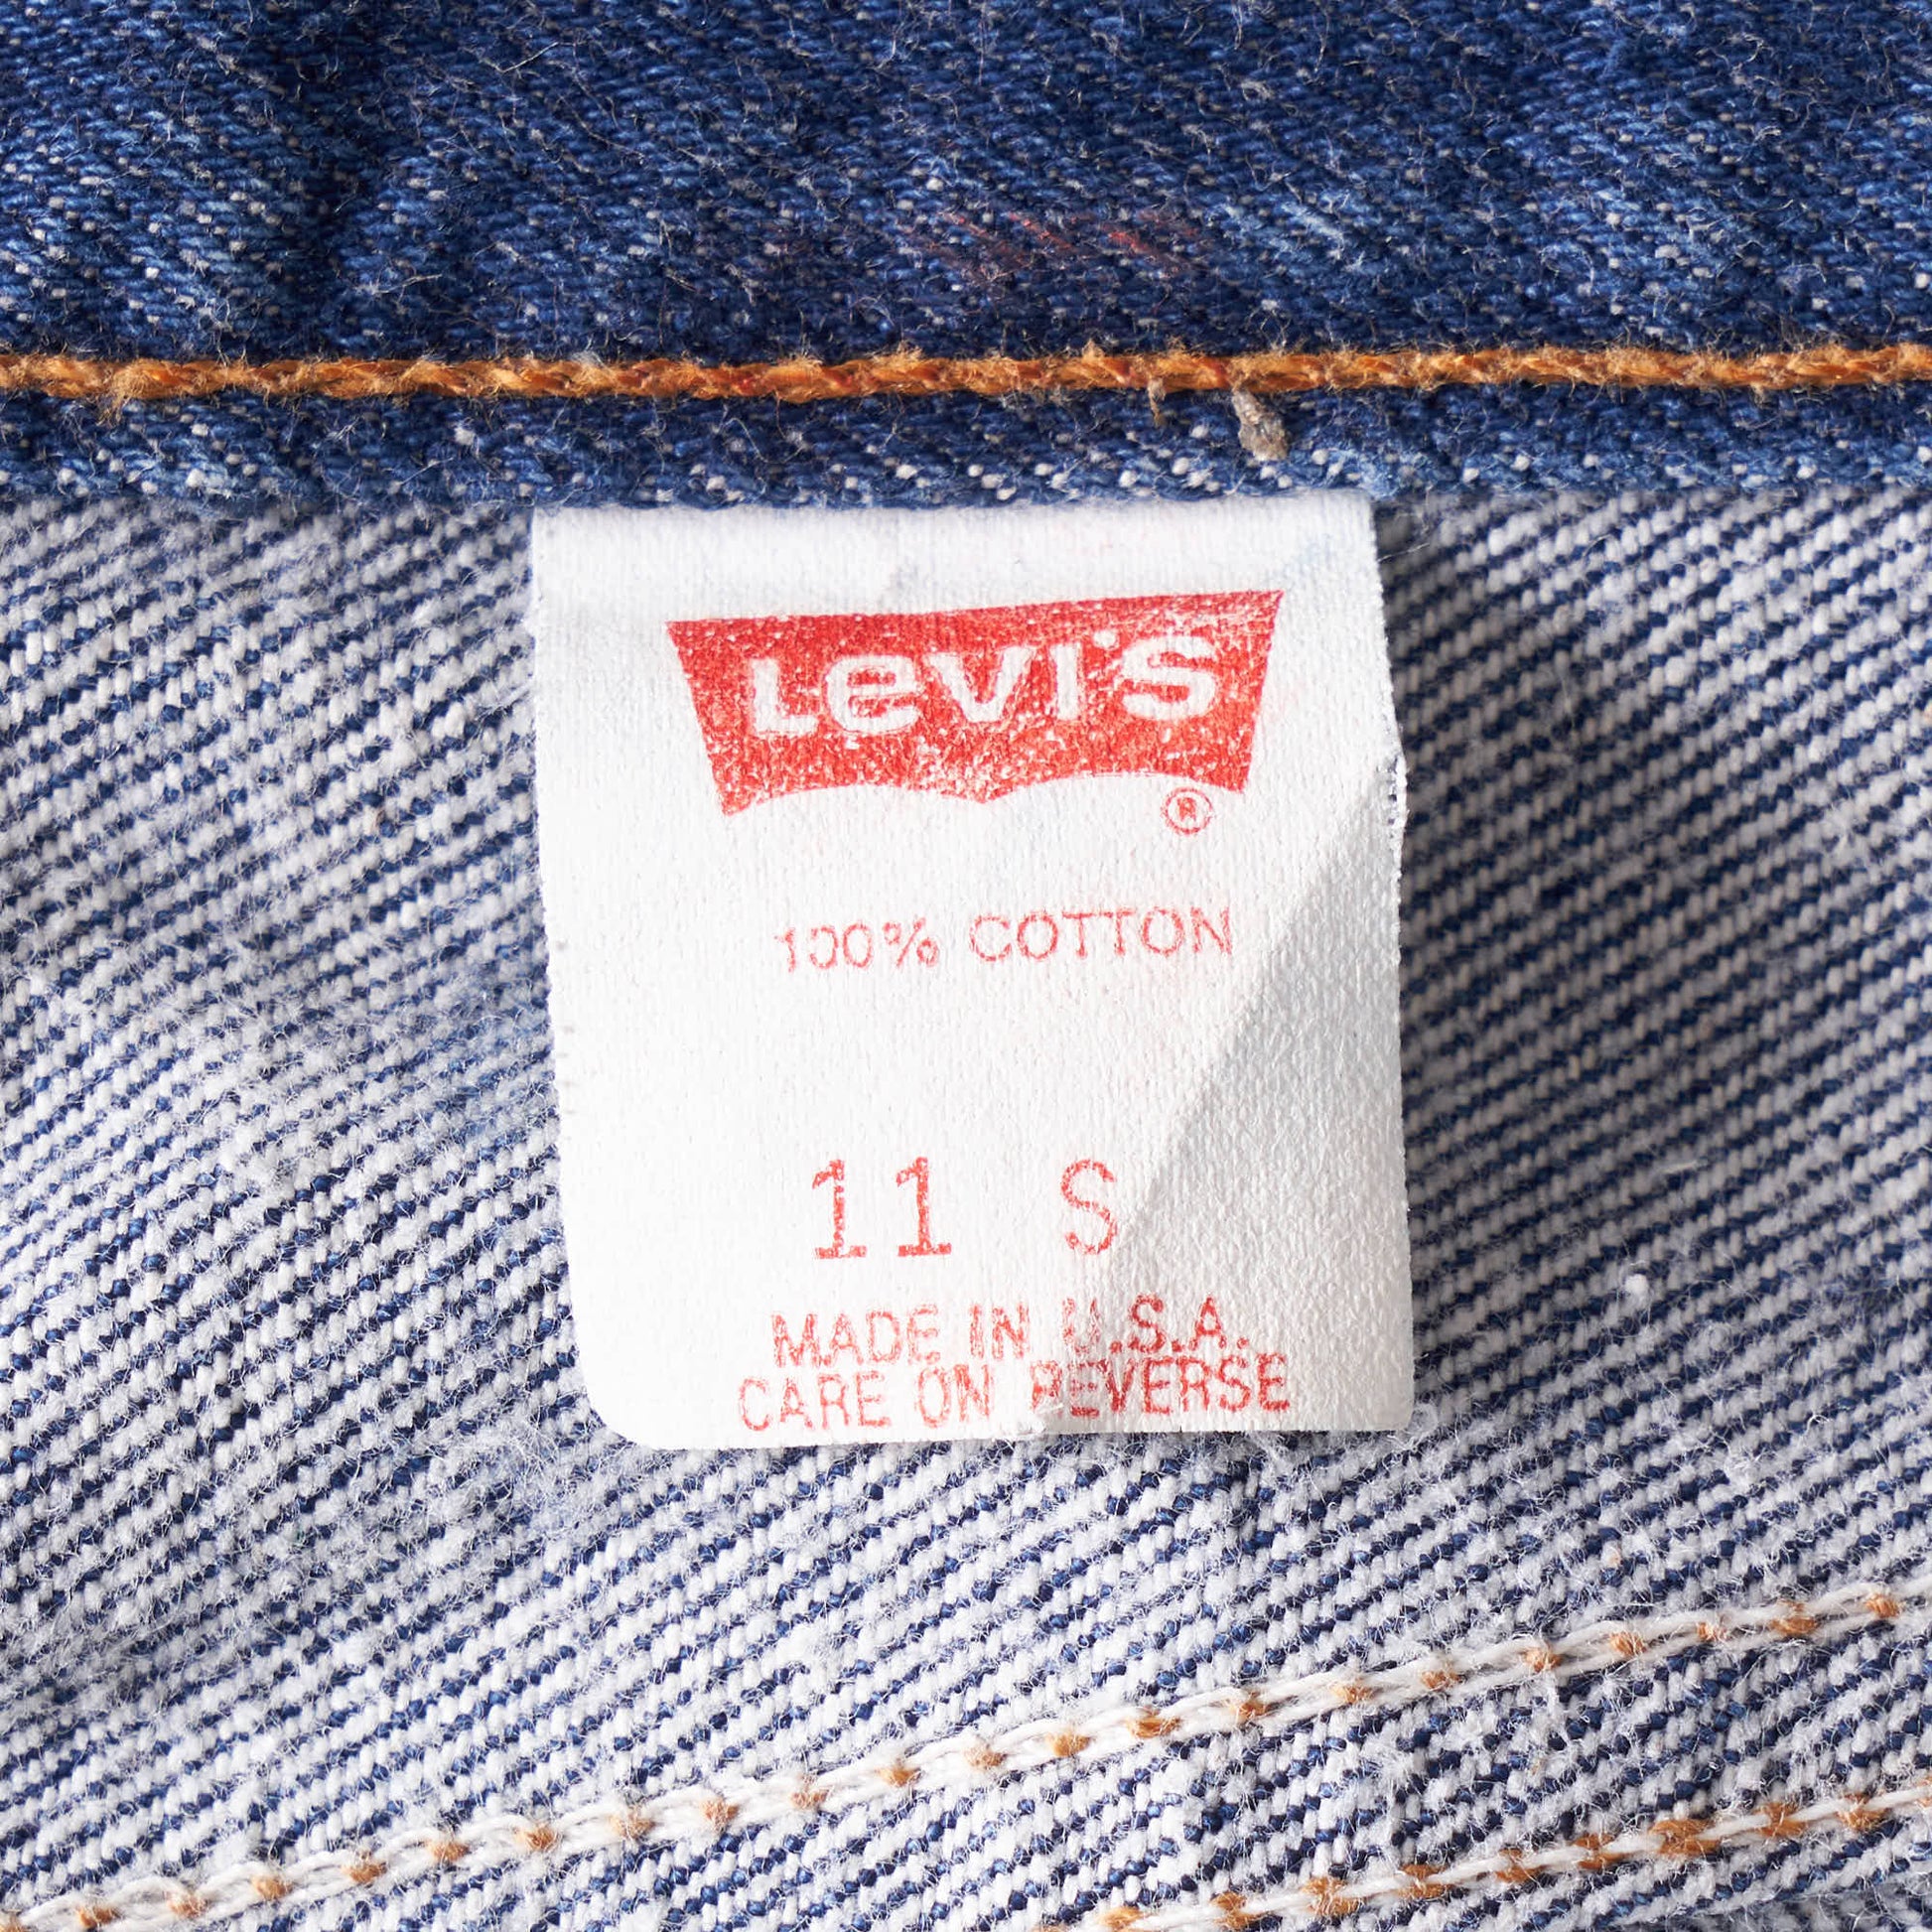 Levi's
®
100% COTTON
11 S
MADE IN U.S.A.
CARE ON REVERSE